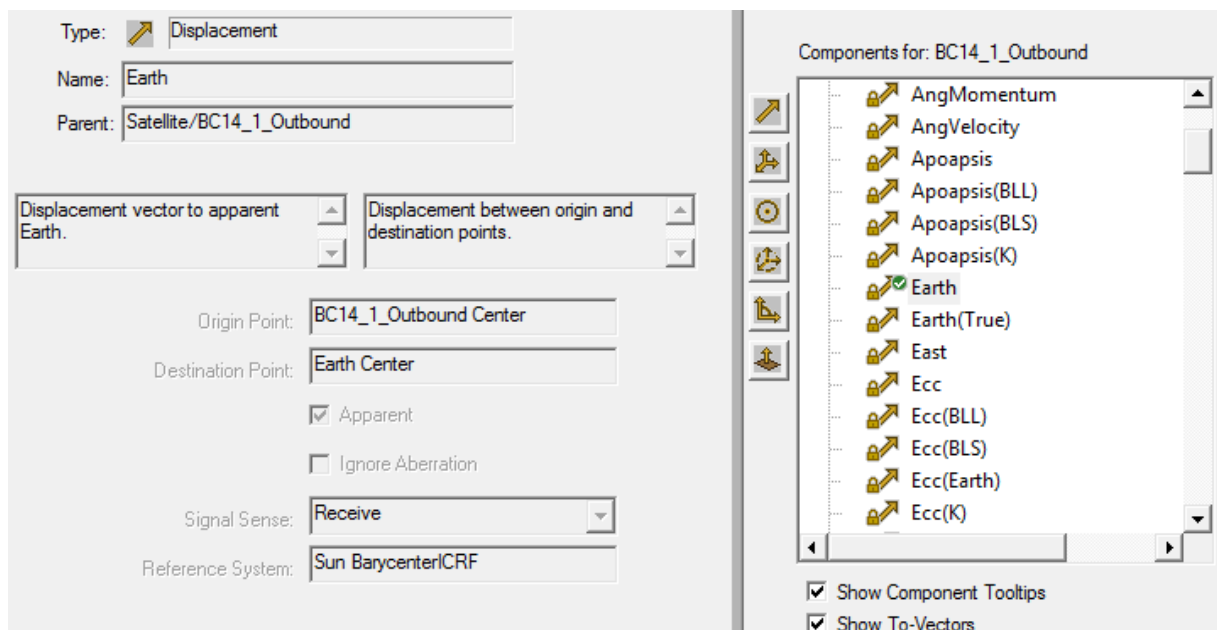 Type: Displacement
Name: Earth
Parent: Satellite/BC14_1_Outbound
Displacement vector to apparent
Earth.
Displacement between origin and
destination points.
Origin Point: BC14_1_Outbound Center
Destination Point: Earth Center
Apparent
Ignore Aberration
Signal Sense: Receive
Reference System: Sun BarycenterICRF
Components for: BC14_1_Outbound
AngMomentum
AngVelocity
Apoapsis
Apoapsis(BLL)
Apoapsis(BLS)
Apoapsis(K)
Earth
Earth(True)
East
Ecc
Ecc(BLL)
Ecc(BLS)
Ecc(Earth)
Ecc(K)
Show Component Tooltips
Show To-Vectors